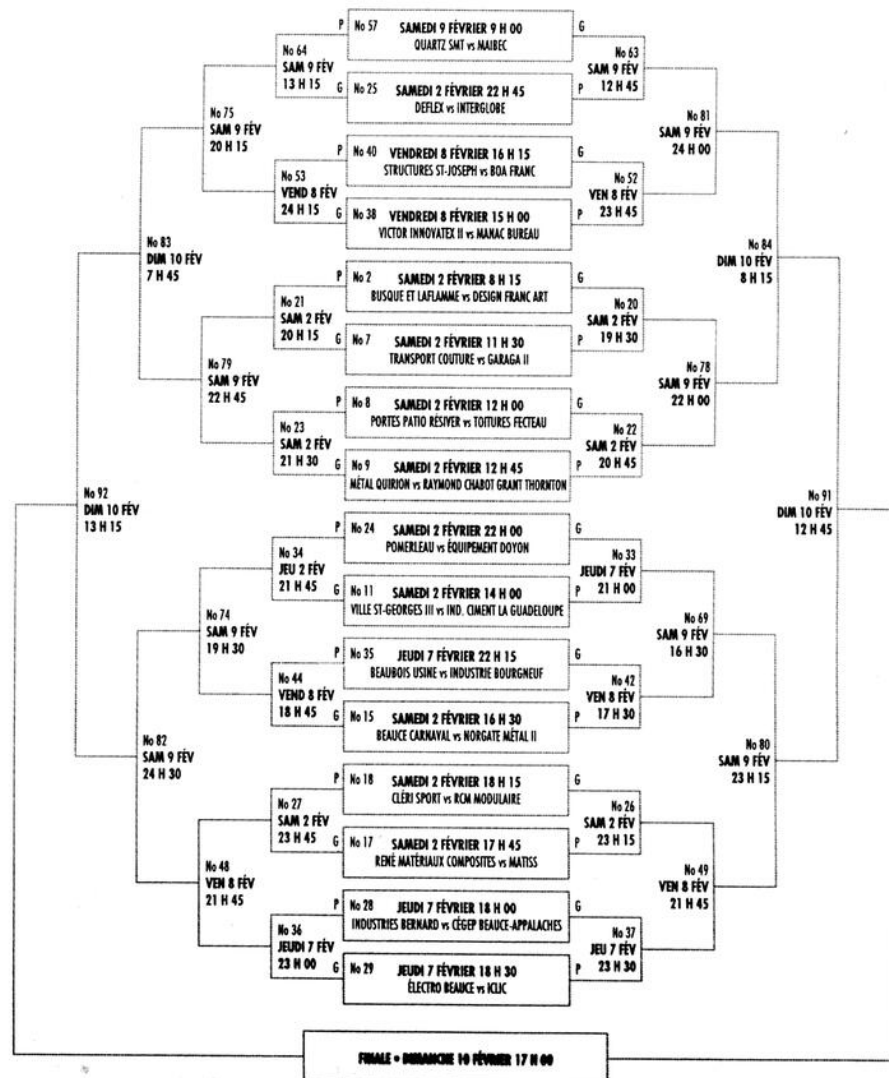 P No 57 SAMEDI 9 FÉVRIER 9 H 00 G
QUARTZ SMT vs MAIBEC
No 64
SAM 9 FÉV
13 H 15
No 63
SAM 9 FÉV
12 H 45
G No 25 SAMEDI 2 FÉVRIER 22 H 45 P
DEFLEX vs INTERGLOBE
No 75
SAM 9 FÉV
20 H 15
No 81
SAM 9 FÉV
24 H 00
P No 40 VENDREDI 8 FÉVRIER 16 H 15 G
STRUCTURES ST-JOSEPH vs BOA FRANC
No 53
VEND 8 FÉV
24 H 15
No 52
VEN 8 FÉV
23 H 45
G No 38 VENDREDI 8 FÉVRIER 15 H 00 P
VICTOR INNOVATEX II vs MANAC BUREAU
No 83
DIM 10 FÉV
7 H 45
No 84
DIM 10 FÉV
8 H 15
P No 2 SAMEDI 2 FÉVRIER 8 H 15 G
BUSQUE ET LAFLAMME vs DESIGN FRANC ART
No 21
SAM 2 FÉV
20 H 15
No 20
SAM 2 FÉV
19 H 30
G No 7 SAMEDI 2 FÉVRIER 11 H 30 P
TRANSPORT COUTURE vs GARAGA II
No 79
SAM 9 FÉV
22 H 45
No 78
SAM 9 FÉV
22 H 00
P No 8 SAMEDI 2 FÉVRIER 12 H 00 G
PORTES PATIO RÉSIVER vs TOITURES FECTEAU
No 23
SAM 2 FÉV
21 H 30
No 22
SAM 2 FÉV
20 H 45
G No 9 SAMEDI 2 FÉVRIER 12 H 45 P
MÉTAL QUIRION vs RAYMOND CHABOT GRANT THORNTON
No 92
DIM 10 FÉV
13 H 15
No 91
DIM 10 FÉV
12 H 45
P No 24 SAMEDI 2 FÉVRIER 22 H 00 G
POMERLEAU vs ÉQUIPEMENT DOYON
No 34
JEU 2 FÉV
21 H 45
No 33
JEUDI 7 FÉV
21 H 00
G No 11 SAMEDI 2 FÉVRIER 14 H 00 P
VILLE ST-GEORGES III vs IND. CIMENT LA GUADELOUPE
No 74
SAM 9 FÉV
19 H 30
No 69
SAM 9 FÉV
16 H 30
P No 35 JEUDI 7 FÉVRIER 22 H 15 G
BEAUBOIS USINE vs INDUSTRIE BOURGNEUF
No 44
VEND 8 FÉV
18 H 45
No 42
VEN 8 FÉV
17 H 30
G No 15 SAMEDI 2 FÉVRIER 16 H 30 P
BEAUCE CARNAVAL vs NORGATE MÉTAL II
No 82
SAM 9 FÉV
24 H 30
No 80
SAM 9 FÉV
23 H 15
P No 18 SAMEDI 2 FÉVRIER 18 H 15 G
CLÉRI SPORT vs RCM MODULAIRE
No 27
SAM 2 FÉV
23 H 45
No 26
SAM 2 FÉV
23 H 15
G No 17 SAMEDI 2 FÉVRIER 17 H 45 P
RENÉ MATÉRIAUX COMPOSITES vs MATISS
No 48
VEN 8 FÉV
21 H 45
No 49
VEN 8 FÉV
21 H 45
P No 28 JEUDI 7 FÉVRIER 18 H 00 G
INDUSTRIES BERNARD vs CÉGEP BEAUCE-APPALACHES
No 36
JEUDI 7 FÉV
23 H 00
No 37
JEU 7 FÉV
23 H 30
G No 29 JEUDI 7 FÉVRIER 18 H 30 P
ÉLECTRO BEAUCE vs ICLIC
FINALE • DIMANCHE 10 FÉVRIER 17 H 00